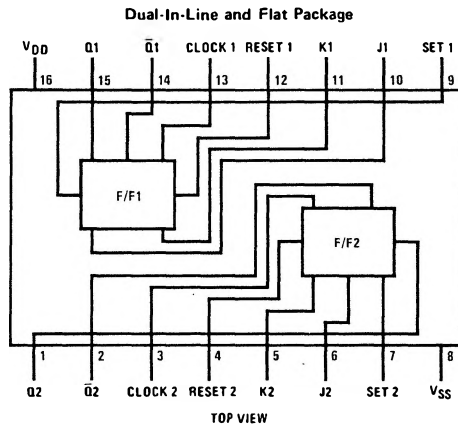 Dual-In-Line and Flat Package
VDD Q1 Q̅1 CLOCK 1 RESET 1 K1 J1 SET 1
16 15 14 13 12 11 10 9
F/F1
F/F2
1 2 3 4 5 6 7 8
Q2 Q̅2 CLOCK 2 RESET 2 K2 J2 SET 2 VSS
TOP VIEW